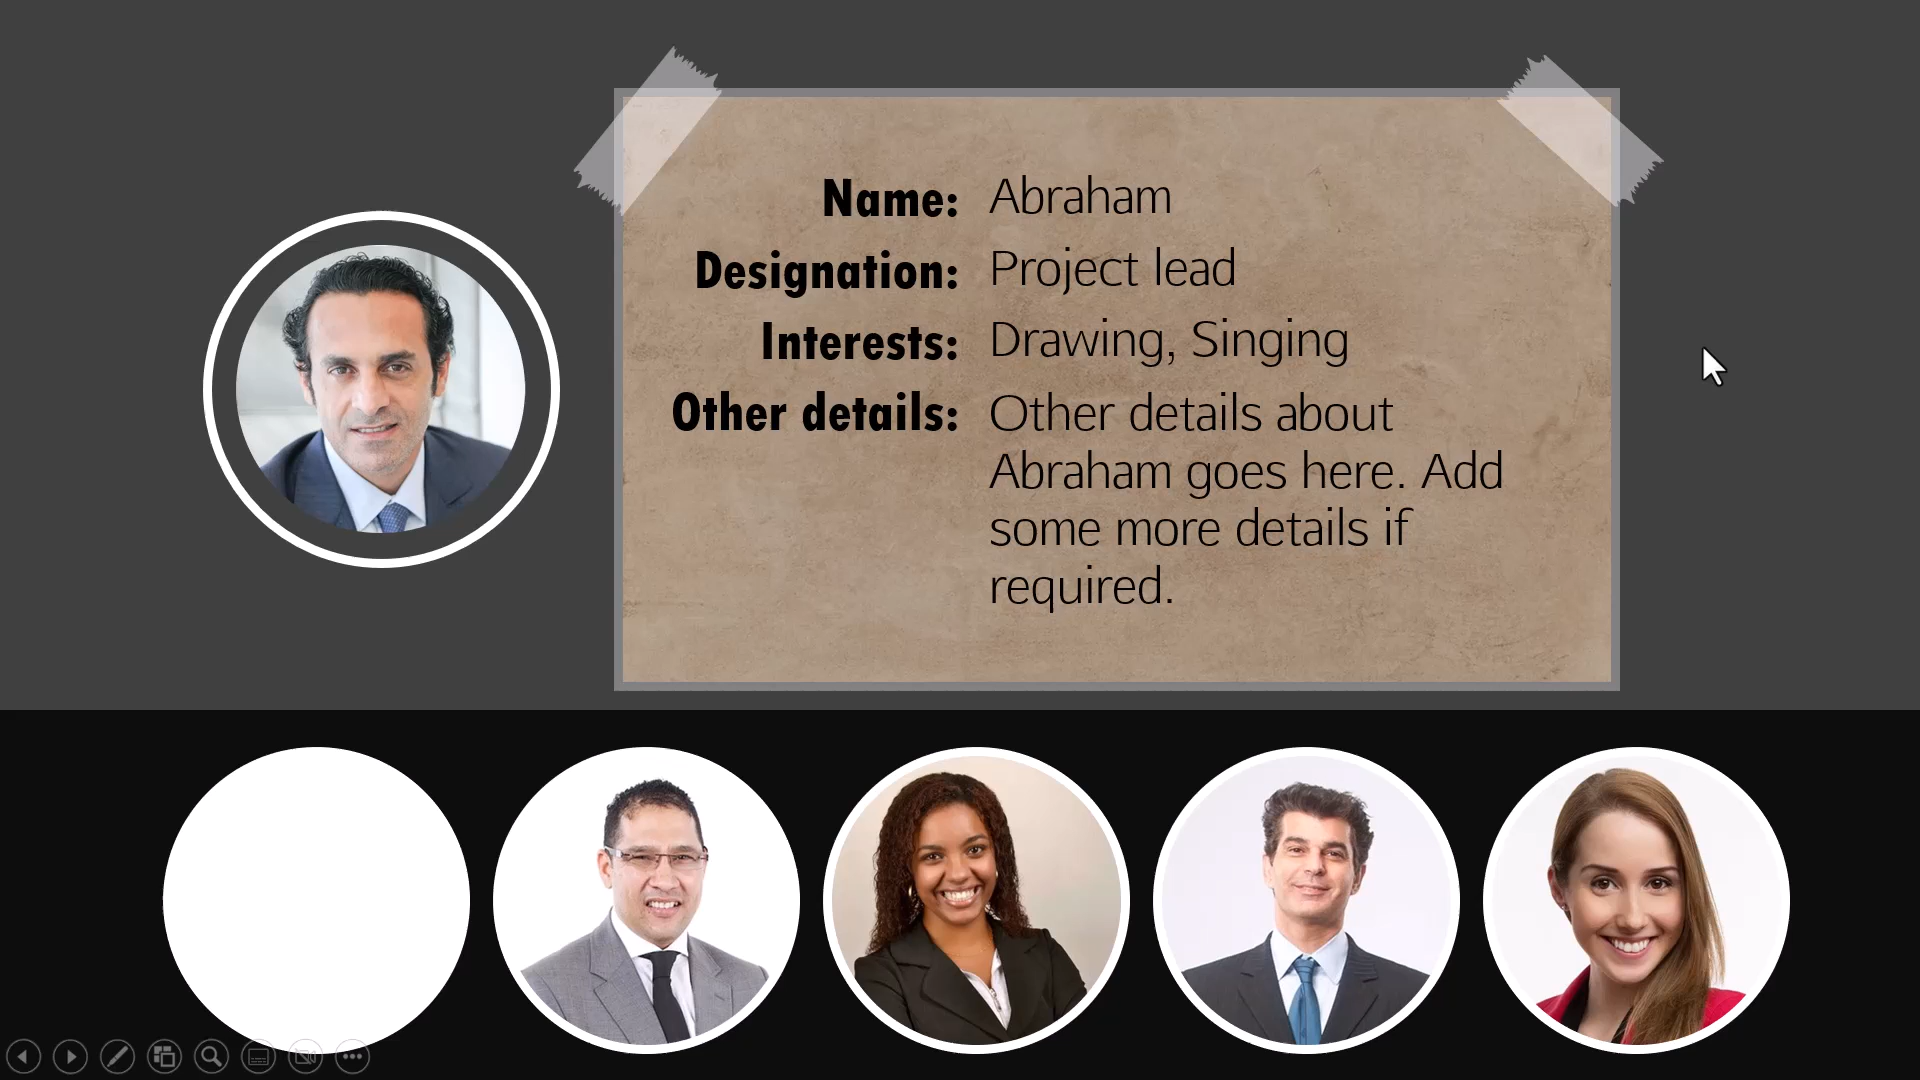 Name: Abraham
Designation: Project lead
Interests: Drawing, Singing
Other details: Other details about
Abraham goes here. Add
some more details if
required.